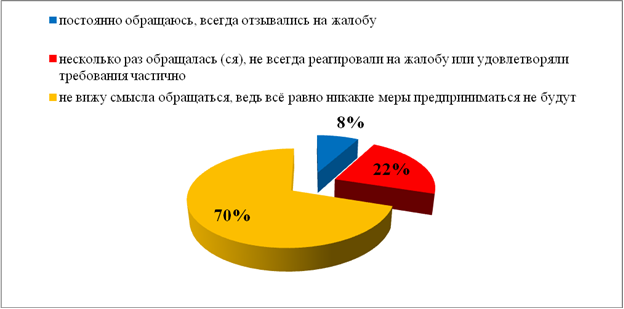 постоянно обращаюсь, всегда отзывались на жалобу
несколько раз обращалась (ся), не всегда реагировали на жалобу или удовлетворяли
требования частично
не вижу смысла обращаться, ведь всё равно никакие меры предприниматься не будут
8%
22%
70%